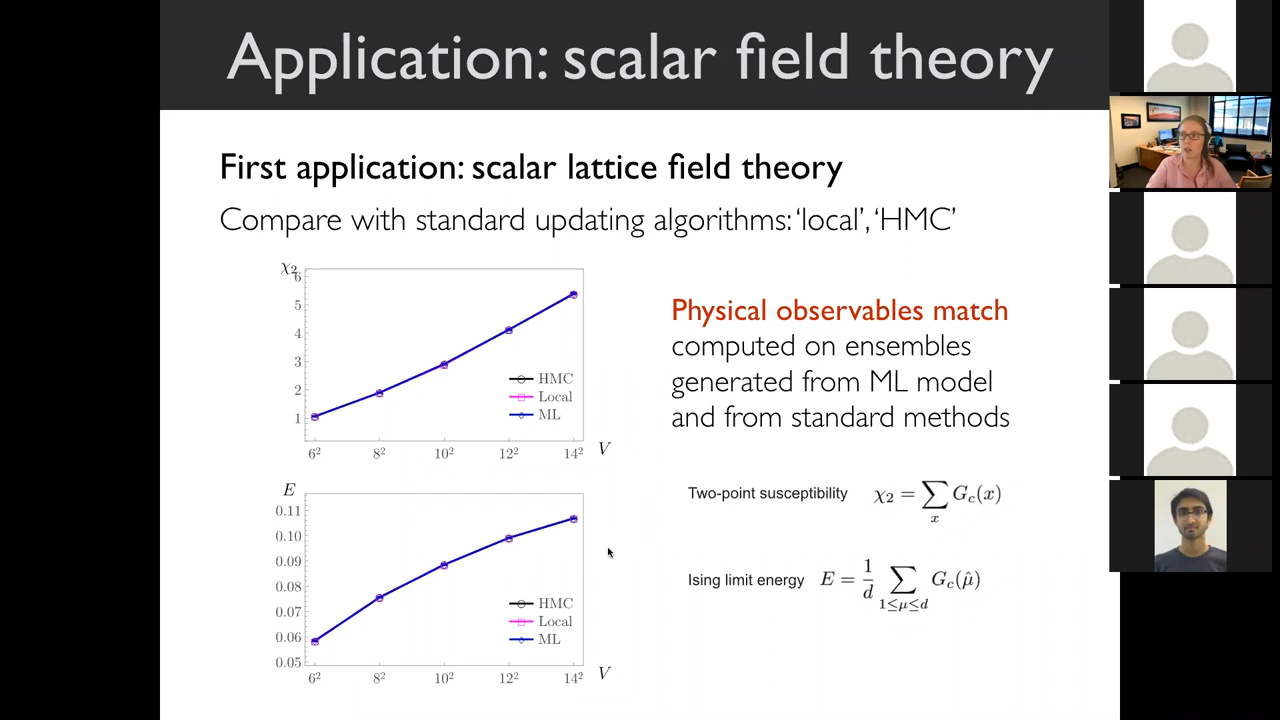 Application: scalar field theory
First application: scalar lattice field theory
Compare with standard updating algorithms: ‘local’, ‘HMC’
χ₂
6
5
4
3
2
1
HMC
Local
ML
6² 8² 10² 12² 14² V
E
0.11
0.10
0.09
0.08
0.07
0.06
0.05
HMC
Local
ML
6² 8² 10² 12² 14² V
Physical observables match
computed on ensembles
generated from ML model
and from standard methods
Two-point susceptibility χ₂ = ∑ₓ G_c(x)
Ising limit energy E = 1/d ∑_{1≤μ≤d} G_c(μ̂)